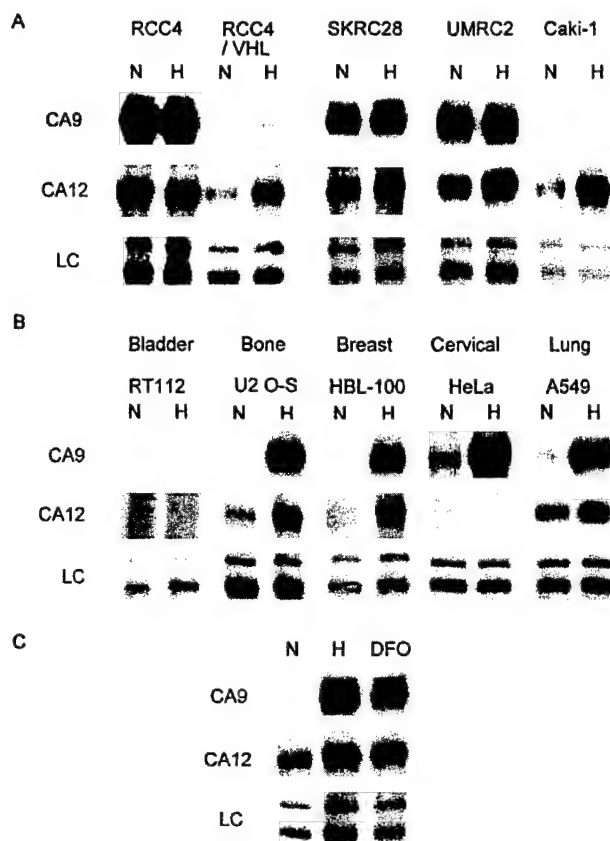 A
RCC4 RCC4 / VHL SKRC28 UMRC2 Caki-1
N H N H N H N H N H
CA9
CA12
LC
B
Bladder Bone Breast Cervical Lung
RT112 U2 O-S HBL-100 HeLa A549
N H N H N H N H N H
CA9
CA12
LC
C
N H DFO
CA9
CA12
LC